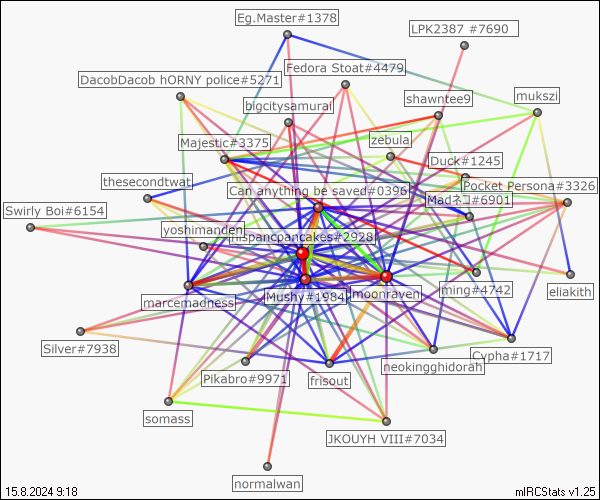 Eg.Master#1378
LPK2387 #7690
Fedora Stoat#4479
DacobDacob hORNY police#5271
bigcitysamurai
shawntee9
mukszi
Majestic#3375
zebula
Duck#1245
thesecondtwat
Can anything be saved#0396
Pocket Persona#3326
Madネコ#6901
Swirly Boi#6154
yoshimanden
hispancpancakes#2928
marcemadness
Mushy#1984
moonraven
ming#4742
eliakith
Silver#7938
Cypha#1717
neokingghidorah
Pikabro#9971
frisout
somass
JKOUYH VIII#7034
normalwan
15.8.2024 9:18
mIRCStats v1.25